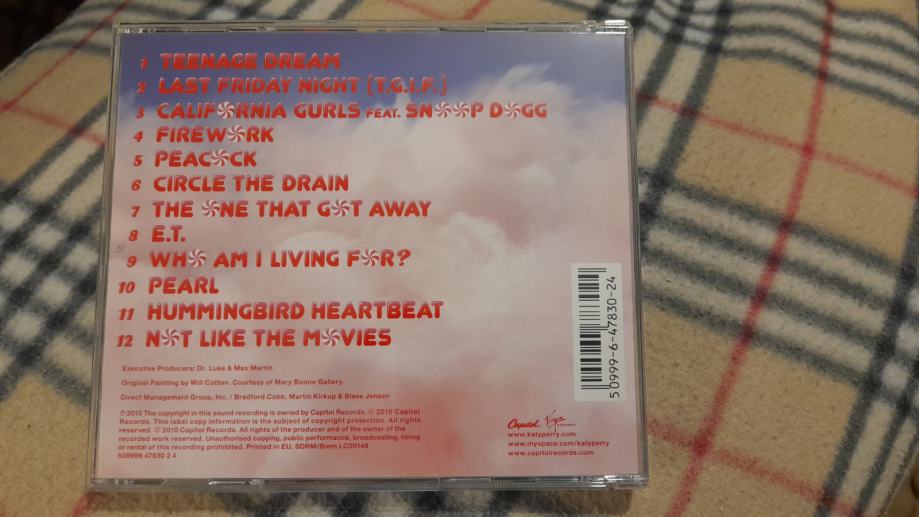 1 TEENAGE DREAM
2 LAST FRIDAY NIGHT (T.G.I.F.)
3 CALIFORNIA GURLS FEAT. SNOOP DOGG
4 FIREWORK
5 PEACOCK
6 CIRCLE THE DRAIN
7 THE ONE THAT GOT AWAY
8 E.T.
9 WHO AM I LIVING FOR?
10 PEARL
11 HUMMINGBIRD HEARTBEAT
12 NOT LIKE THE MOVIES
Executive Producers: Dr. Luke & Max Martin
Original Painting by Will Cotton. Courtesy of Mary Boone Gallery.
Direct Management Group, Inc. / Bradford Cobb, Martin Kirkup & Steve Jensen
℗ 2010 The copyright in this sound recording is owned by Capitol Records. © 2010 Capitol
Records. This label copy information is the subject of copyright protection. All rights
reserved. © 2010 Capitol Records. All rights of the producer and of the owner of the
recorded work reserved. Unauthorised copying, public performance, broadcasting, hiring
or rental of this recording prohibited. Printed in EU. SDRM/Biem LC00148
509996 47830 2 4
Capitol. Virgin RECORDS
www.katyperry.com
www.myspace.com/katyperry
www.capitolrecords.com
50999-6-47830-24